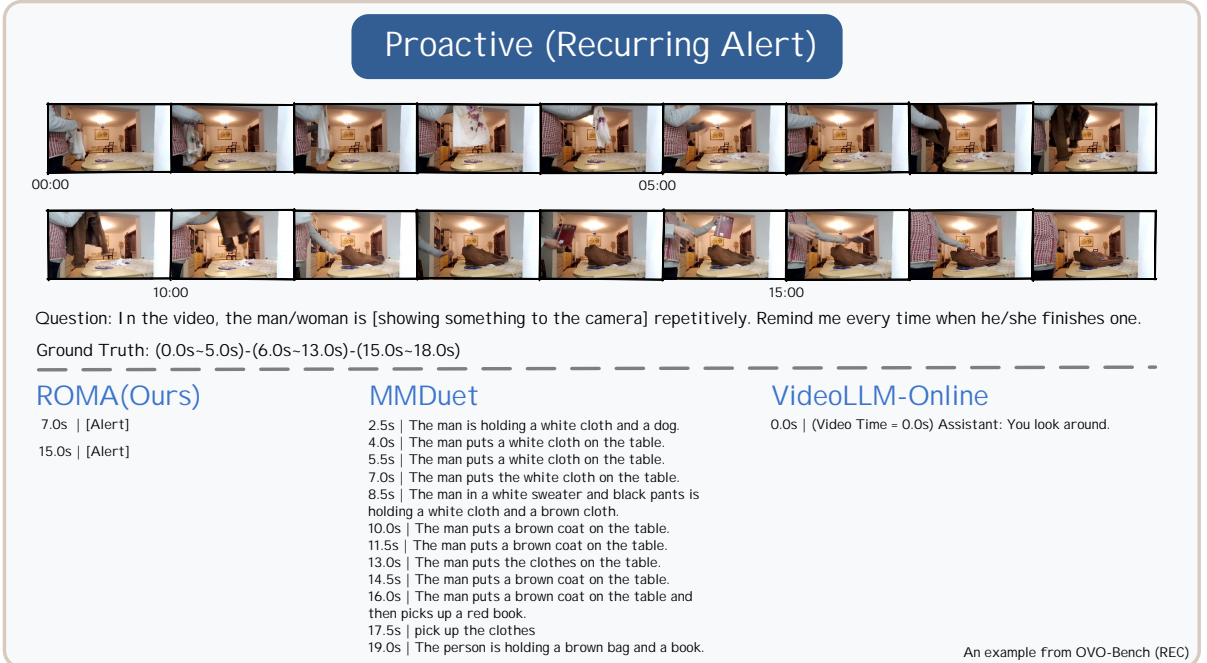 Proactive (Recurring Alert)
00:00
05:00
10:00
15:00
Question: In the video, the man/woman is [showing something to the camera] repetitively. Remind me every time when he/she finishes one.
Ground Truth: (0.0s~5.0s)-(6.0s~13.0s)-(15.0s~18.0s)
ROMA(Ours)
7.0s | [Alert]
15.0s | [Alert]
MMDuet
2.5s | The man is holding a white cloth and a dog.
4.0s | The man puts a white cloth on the table.
5.5s | The man puts a white cloth on the table.
7.0s | The man puts the white cloth on the table.
8.5s | The man in a white sweater and black pants is
holding a white cloth and a brown cloth.
10.0s | The man puts a brown coat on the table.
11.5s | The man puts a brown coat on the table.
13.0s | The man puts the clothes on the table.
14.5s | The man puts a brown coat on the table.
16.0s | The man puts a brown coat on the table and
then picks up a red book.
17.5s | pick up the clothes
19.0s | The person is holding a brown bag and a book.
VideoLLM-Online
0.0s | (Video Time = 0.0s) Assistant: You look around.
An example from OVO-Bench (REC)